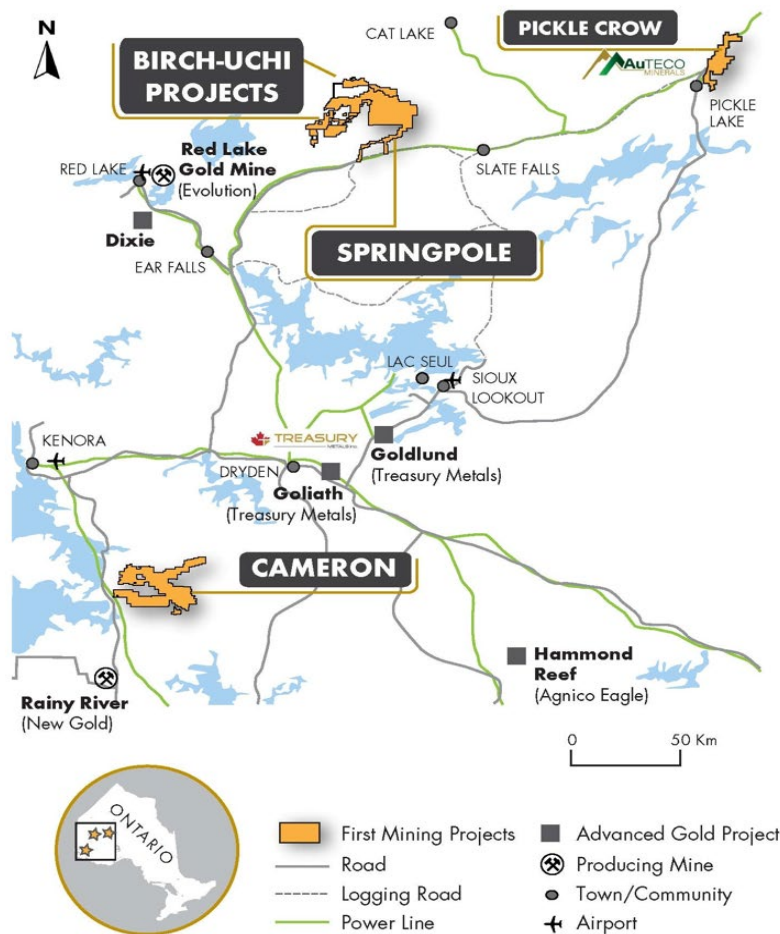 N
BIRCH-UCHI
PROJECTS
CAT LAKE
PICKLE CROW
AuTECO
MINERALS
PICKLE
LAKE
Red Lake
Gold Mine
(Evolution)
RED LAKE
SLATE FALLS
Dixie
EAR FALLS
SPRINGPOLE
LAC SEUL
SIOUX
LOOKOUT
KENORA
TREASURY
METALS Inc.
DRYDEN
Goldlund
(Treasury Metals)
Goliath
(Treasury Metals)
CAMERON
Hammond
Reef
(Agnico Eagle)
Rainy River
(New Gold)
0 50 Km
ONTARIO
First Mining Projects
Road
Logging Road
Power Line
Advanced Gold Project
Producing Mine
Town/Community
Airport